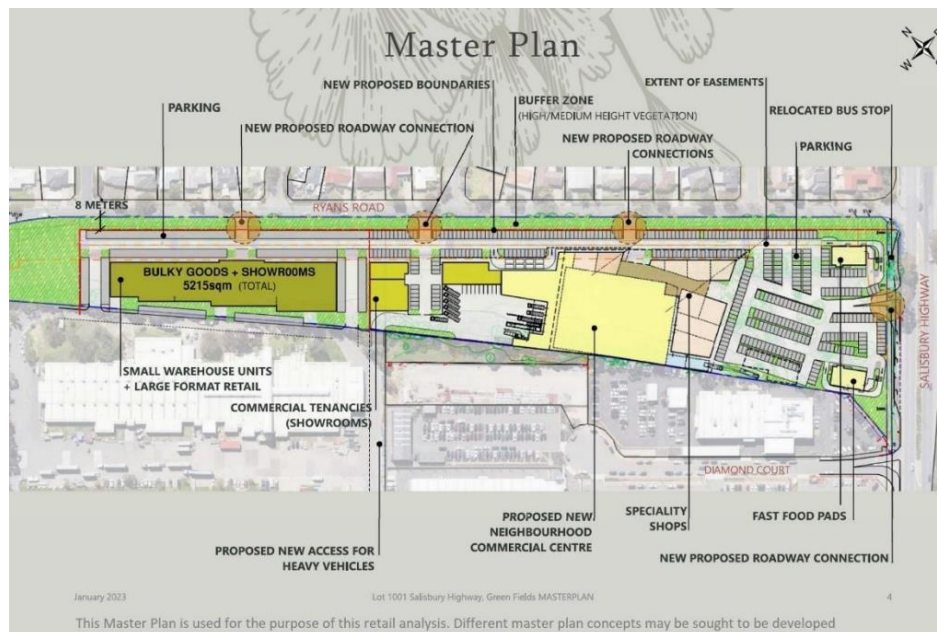 Master Plan
NEW PROPOSED BOUNDARIES
EXTENT OF EASEMENTS
PARKING
BUFFER ZONE
(HIGH/MEDIUM HEIGHT VEGETATION)
RELOCATED BUS STOP
NEW PROPOSED ROADWAY CONNECTION
NEW PROPOSED ROADWAY
CONNECTIONS
PARKING
8 METERS
RYANS ROAD
BULKY GOODS + SHOWROOMS
5215sqm (TOTAL)
SALISBURY HIGHWAY
SMALL WAREHOUSE UNITS
+ LARGE FORMAT RETAIL
COMMERCIAL TENANCIES
(SHOWROOMS)
DIAMOND COURT
PROPOSED NEW ACCESS FOR
HEAVY VEHICLES
PROPOSED NEW
NEIGHBOURHOOD
COMMERCIAL CENTRE
SPECIALITY
SHOPS
FAST FOOD PADS
NEW PROPOSED ROADWAY CONNECTION
N
E
S
W
January 2023
Lot 1001 Salisbury Highway, Green Fields MASTERPLAN
4
This Master Plan is used for the purpose of this retail analysis. Different master plan concepts may be sought to be developed